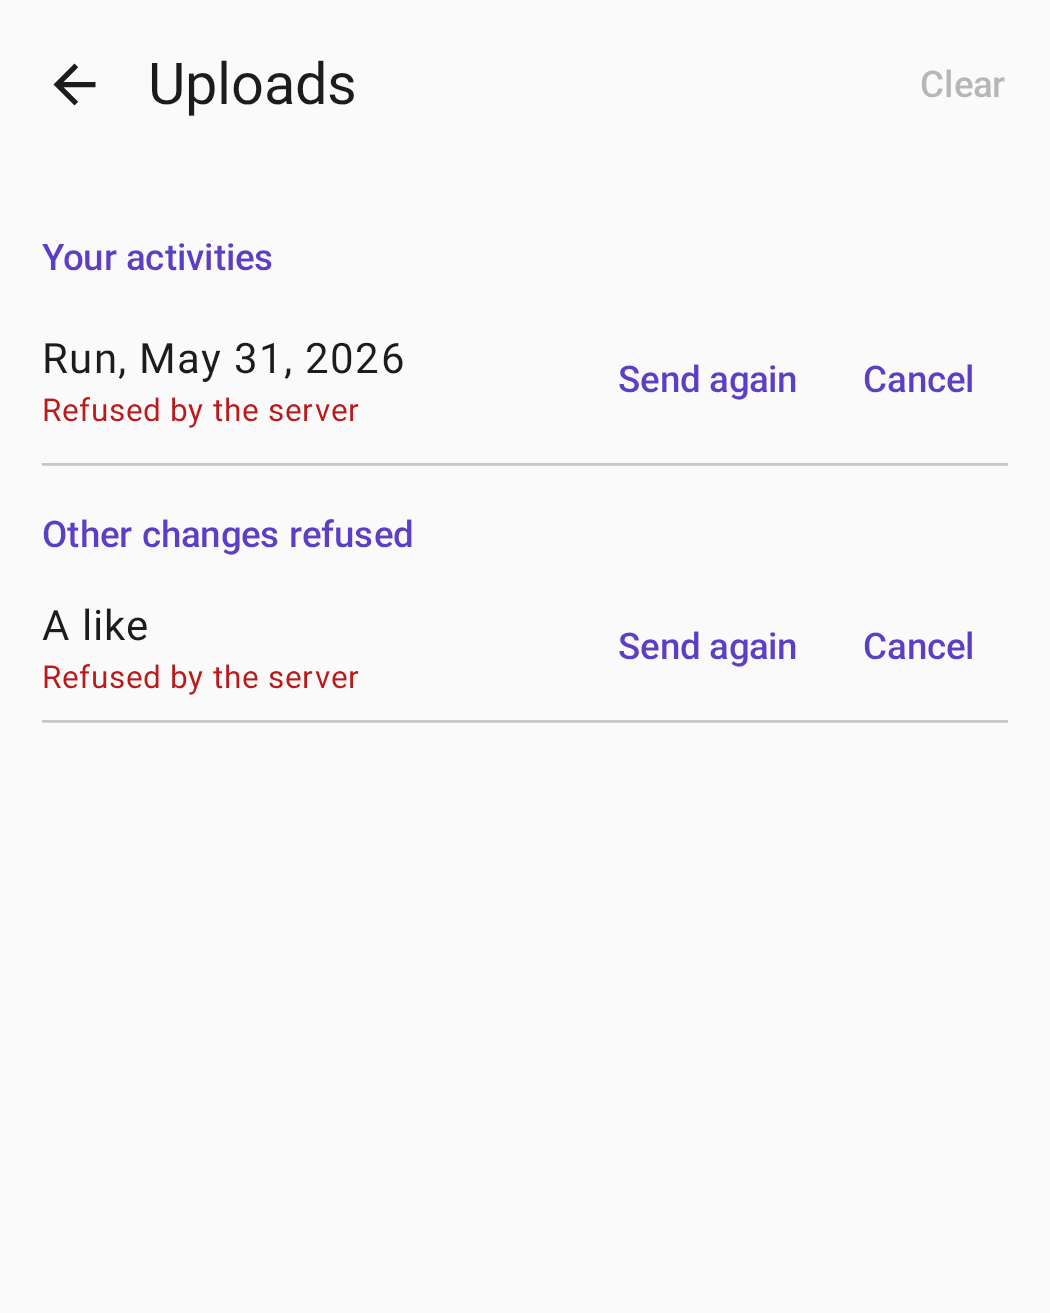 Uploads
Clear
Your activities
Run, May 31, 2026
Refused by the server
Send again
Cancel
Other changes refused
A like
Refused by the server
Send again
Cancel